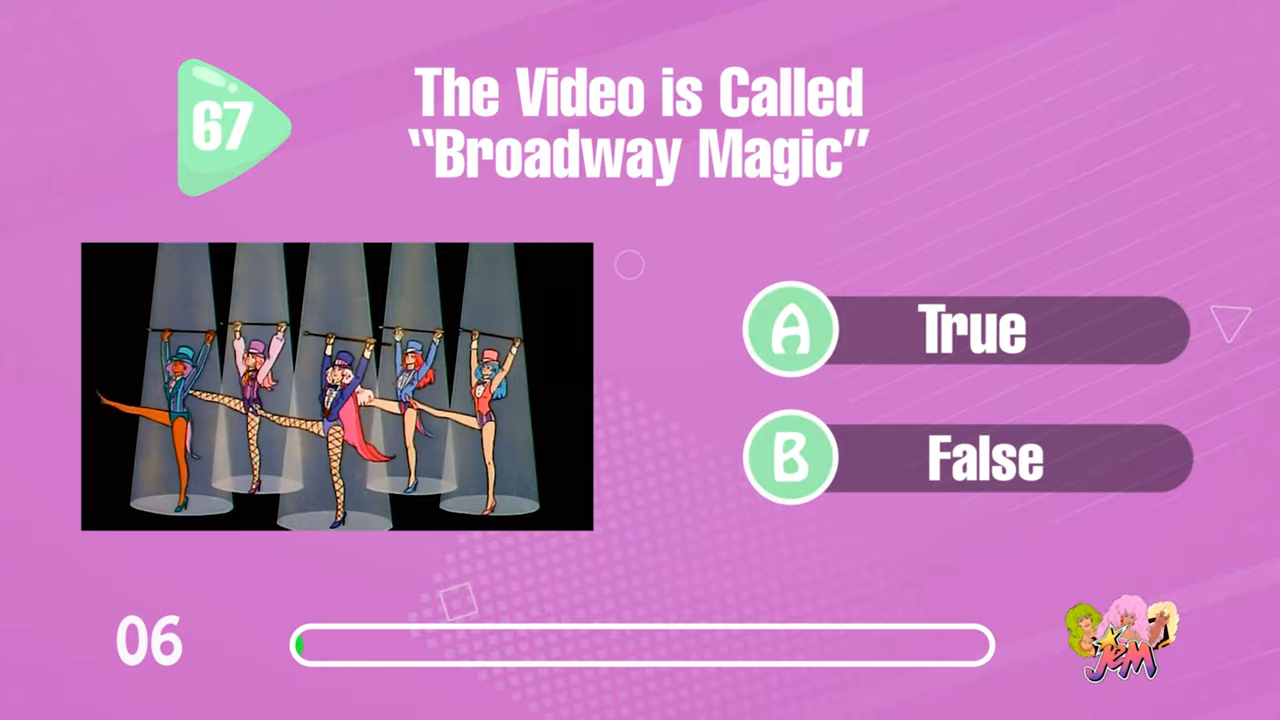 67
The Video is Called
“Broadway Magic”
A True
B False
06
JEM